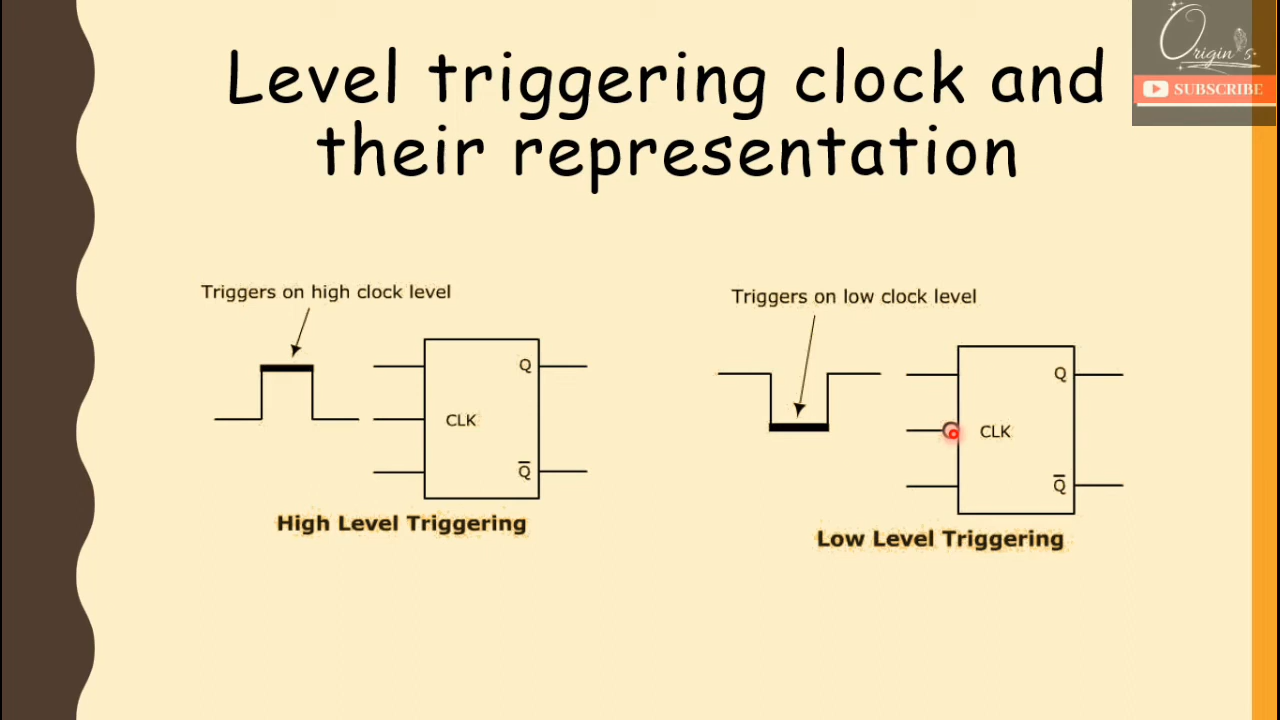 Level triggering clock and
their representation
Origin's
SUBSCRIBE
Triggers on high clock level
Q
CLK
Q̅
High Level Triggering
Triggers on low clock level
Q
CLK
Q̅
Low Level Triggering